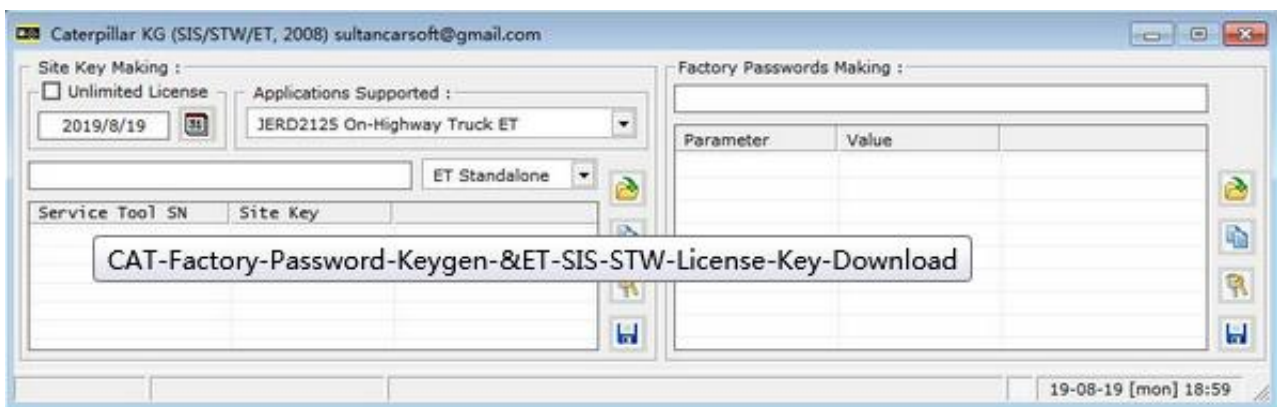 Caterpillar KG (SIS/STW/ET, 2008) sultancarsoft@gmail.com
Site Key Making :
Unlimited License
Applications Supported :
2019/8/19
31
JERD2125 On-Highway Truck ET
ET Standalone
Service Tool SN
Site Key
CAT-Factory-Password-Keygen-&ET-SIS-STW-License-Key-Download
Factory Passwords Making :
Parameter
Value
19-08-19 [mon] 18:59